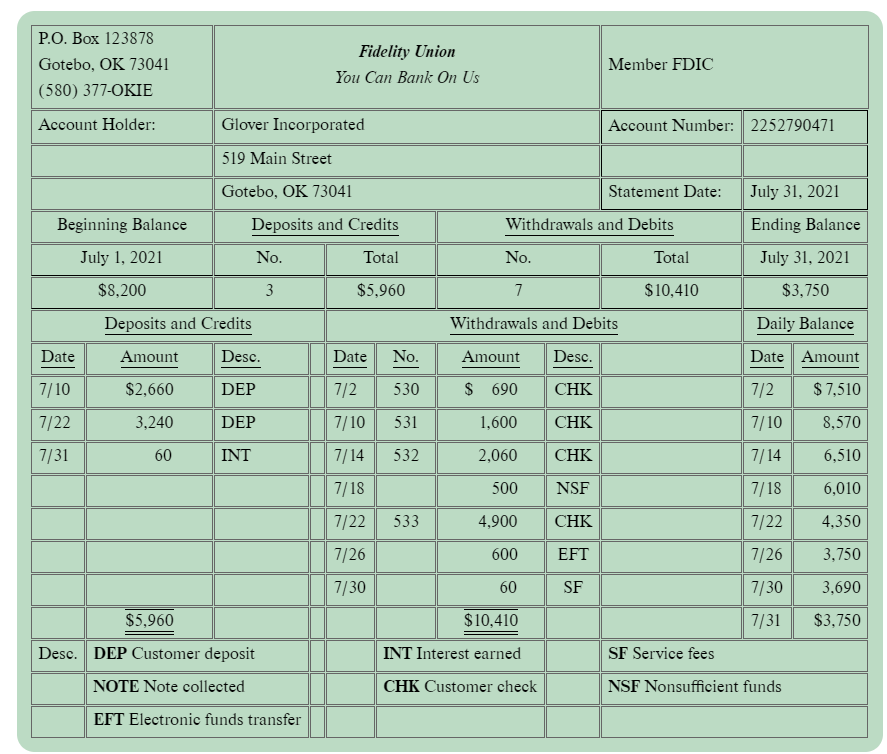 P.O. Box 123878
Gotebo, OK 73041
(580) 377-OKIE
Fidelity Union
You Can Bank On Us
Member FDIC
Account Holder: Glover Incorporated Account Number: 2252790471
519 Main Street
Gotebo, OK 73041 Statement Date: July 31, 2021
Beginning Balance Deposits and Credits Withdrawals and Debits Ending Balance
July 1, 2021 No. Total No. Total July 31, 2021
$8,200 3 $5,960 7 $10,410 $3,750
Deposits and Credits Withdrawals and Debits Daily Balance
Date Amount Desc. Date No. Amount Desc. Date Amount
7/10 $2,660 DEP 7/2 530 $ 690 CHK 7/2 $ 7,510
7/22 3,240 DEP 7/10 531 1,600 CHK 7/10 8,570
7/31 60 INT 7/14 532 2,060 CHK 7/14 6,510
7/18 500 NSF 7/18 6,010
7/22 533 4,900 CHK 7/22 4,350
7/26 600 EFT 7/26 3,750
7/30 60 SF 7/30 3,690
$5,960 $10,410 7/31 $3,750
Desc. DEP Customer deposit INT Interest earned SF Service fees
NOTE Note collected CHK Customer check NSF Nonsufficient funds
EFT Electronic funds transfer